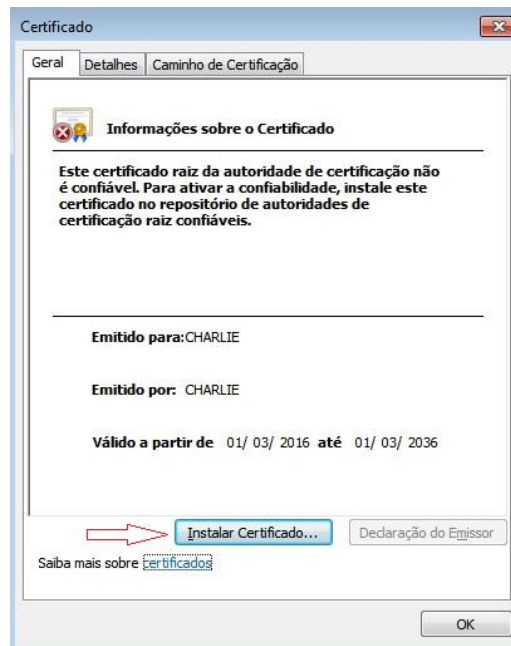 Certificado
Geral
Detalhes
Caminho de Certificação
Informações sobre o Certificado
Este certificado raiz da autoridade de certificação não
é confiável. Para ativar a confiabilidade, instale este
certificado no repositório de autoridades de
certificação raiz confiáveis.
Emitido para:CHARLIE
Emitido por: CHARLIE
Válido a partir de 01/ 03/ 2016 até 01/ 03/ 2036
Instalar Certificado...
Declaração do Emissor
Saiba mais sobre certificados
OK